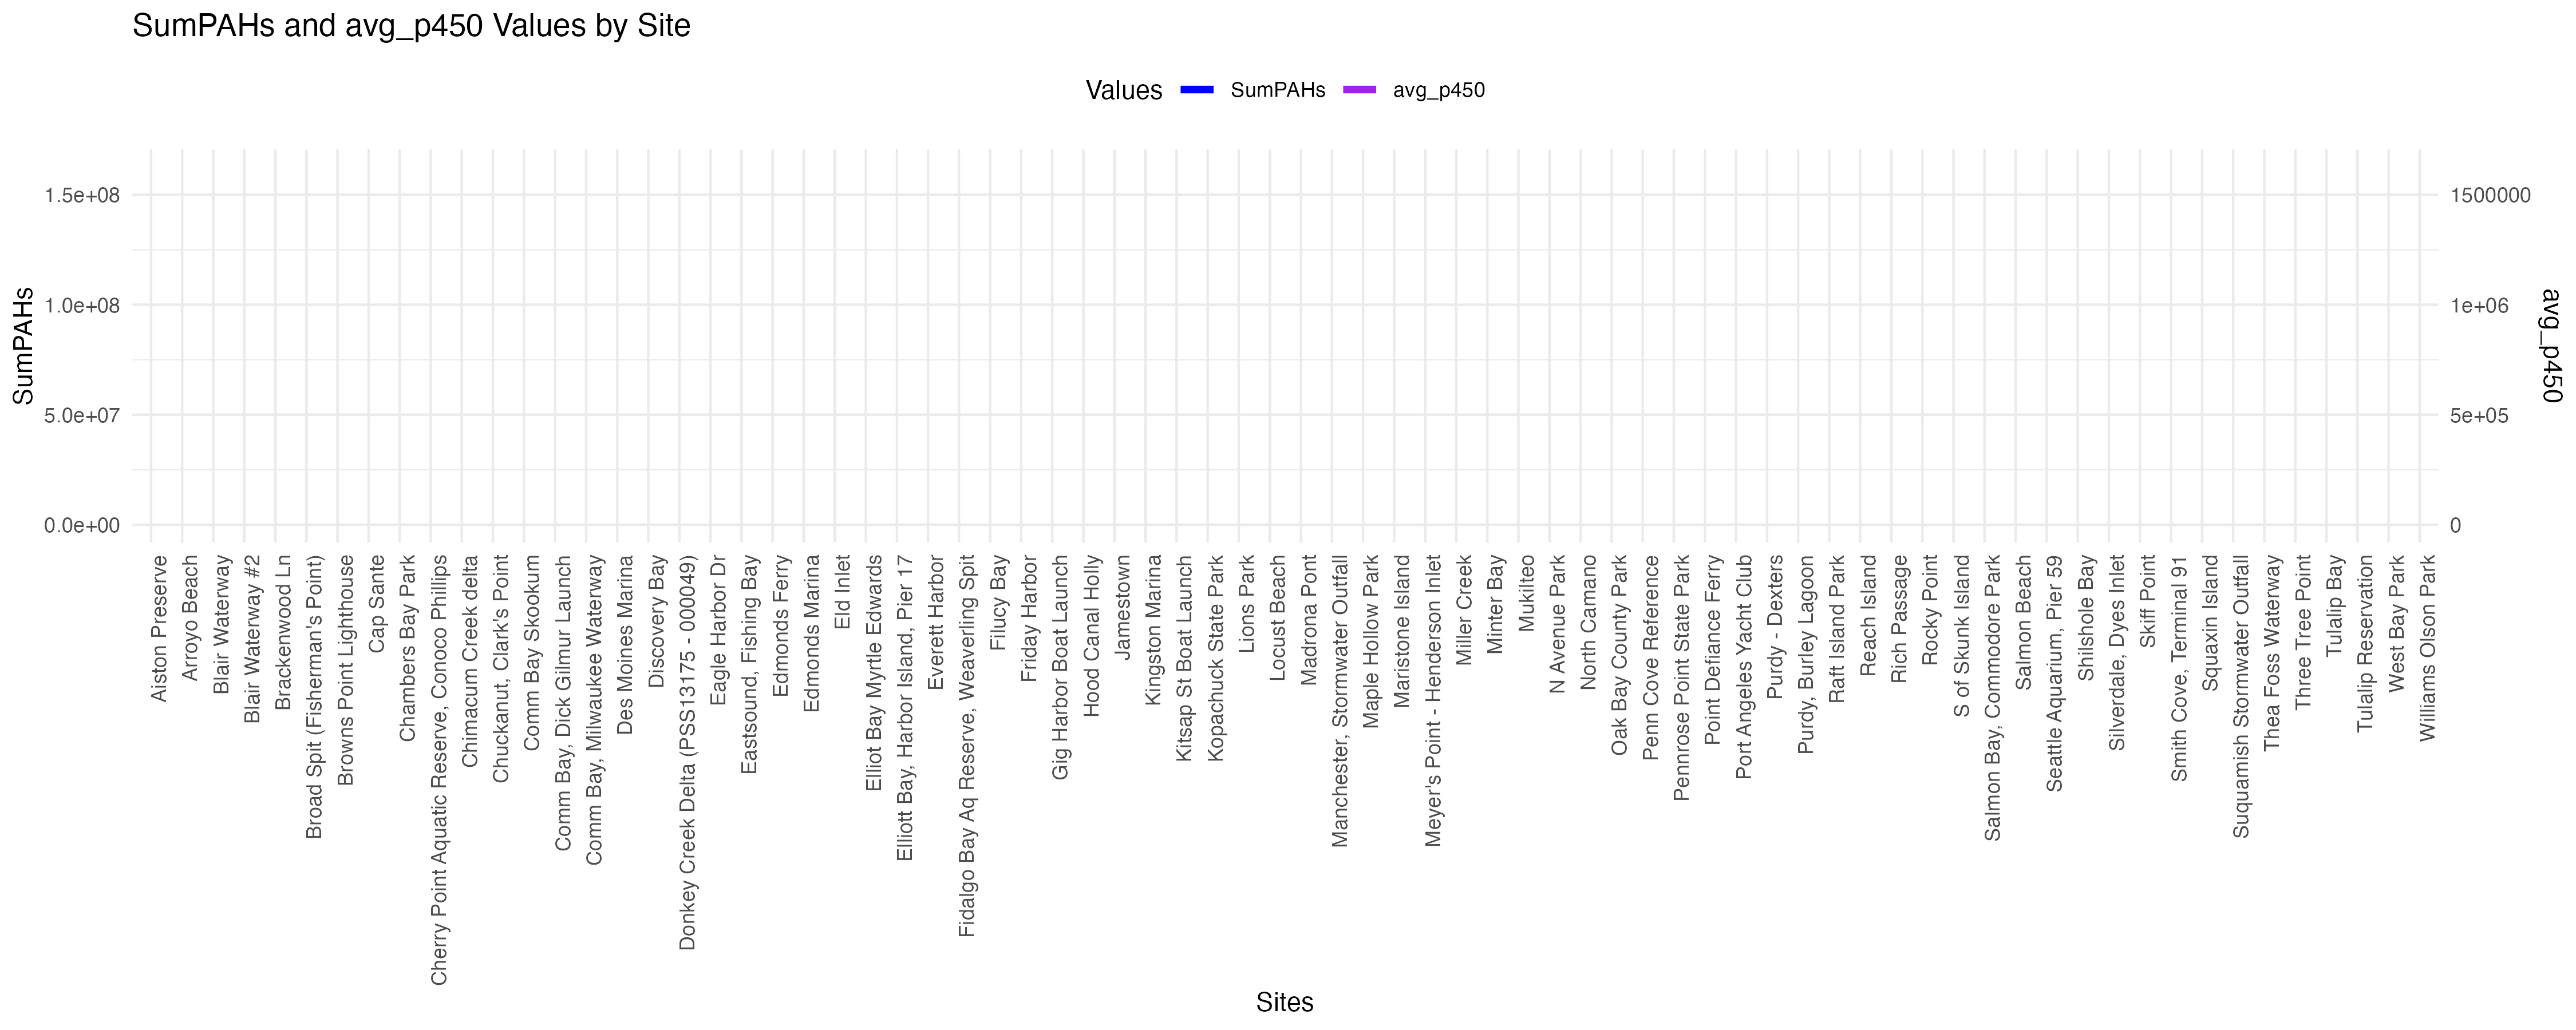 SumPAHs and avg_p450 Values by Site
Values SumPAHs avg_p450
SumPAHs
1.5e+08
1.0e+08
5.0e+07
0.0e+00
1500000
1e+06
5e+05
0
avg_p450
Aiston Preserve
Arroyo Beach
Blair Waterway
Blair Waterway #2
Brackenwood Ln
Broad Spit (Fisherman's Point)
Browns Point Lighthouse
Cap Sante
Chambers Bay Park
Cherry Point Aquatic Reserve, Conoco Phillips
Chimacum Creek delta
Chuckanut, Clark's Point
Comm Bay Skookum
Comm Bay, Dick Gilmur Launch
Comm Bay, Milwaukee Waterway
Des Moines Marina
Discovery Bay
Donkey Creek Delta (PSS13175 - 000049)
Eagle Harbor Dr
Eastsound, Fishing Bay
Edmonds Ferry
Edmonds Marina
Eld Inlet
Elliot Bay Myrtle Edwards
Elliott Bay, Harbor Island, Pier 17
Everett Harbor
Fidalgo Bay Aq Reserve, Weaverling Spit
Filucy Bay
Friday Harbor
Gig Harbor Boat Launch
Hood Canal Holly
Jamestown
Kingston Marina
Kitsap St Boat Launch
Kopachuck State Park
Lions Park
Locust Beach
Madrona Pont
Manchester, Stormwater Outfall
Maple Hollow Park
Maristone Island
Meyer's Point - Henderson Inlet
Miller Creek
Minter Bay
Mukilteo
N Avenue Park
North Camano
Oak Bay County Park
Penn Cove Reference
Pennrose Point State Park
Point Defiance Ferry
Port Angeles Yacht Club
Purdy - Dexters
Purdy, Burley Lagoon
Raft Island Park
Reach Island
Rich Passage
Rocky Point
S of Skunk Island
Salmon Bay, Commodore Park
Salmon Beach
Seattle Aquarium, Pier 59
Shilshole Bay
Silverdale, Dyes Inlet
Skiff Point
Smith Cove, Terminal 91
Squaxin Island
Suquamish Stormwater Outfall
Thea Foss Waterway
Three Tree Point
Tulalip Bay
Tulalip Reservation
West Bay Park
Williams Olson Park
Sites